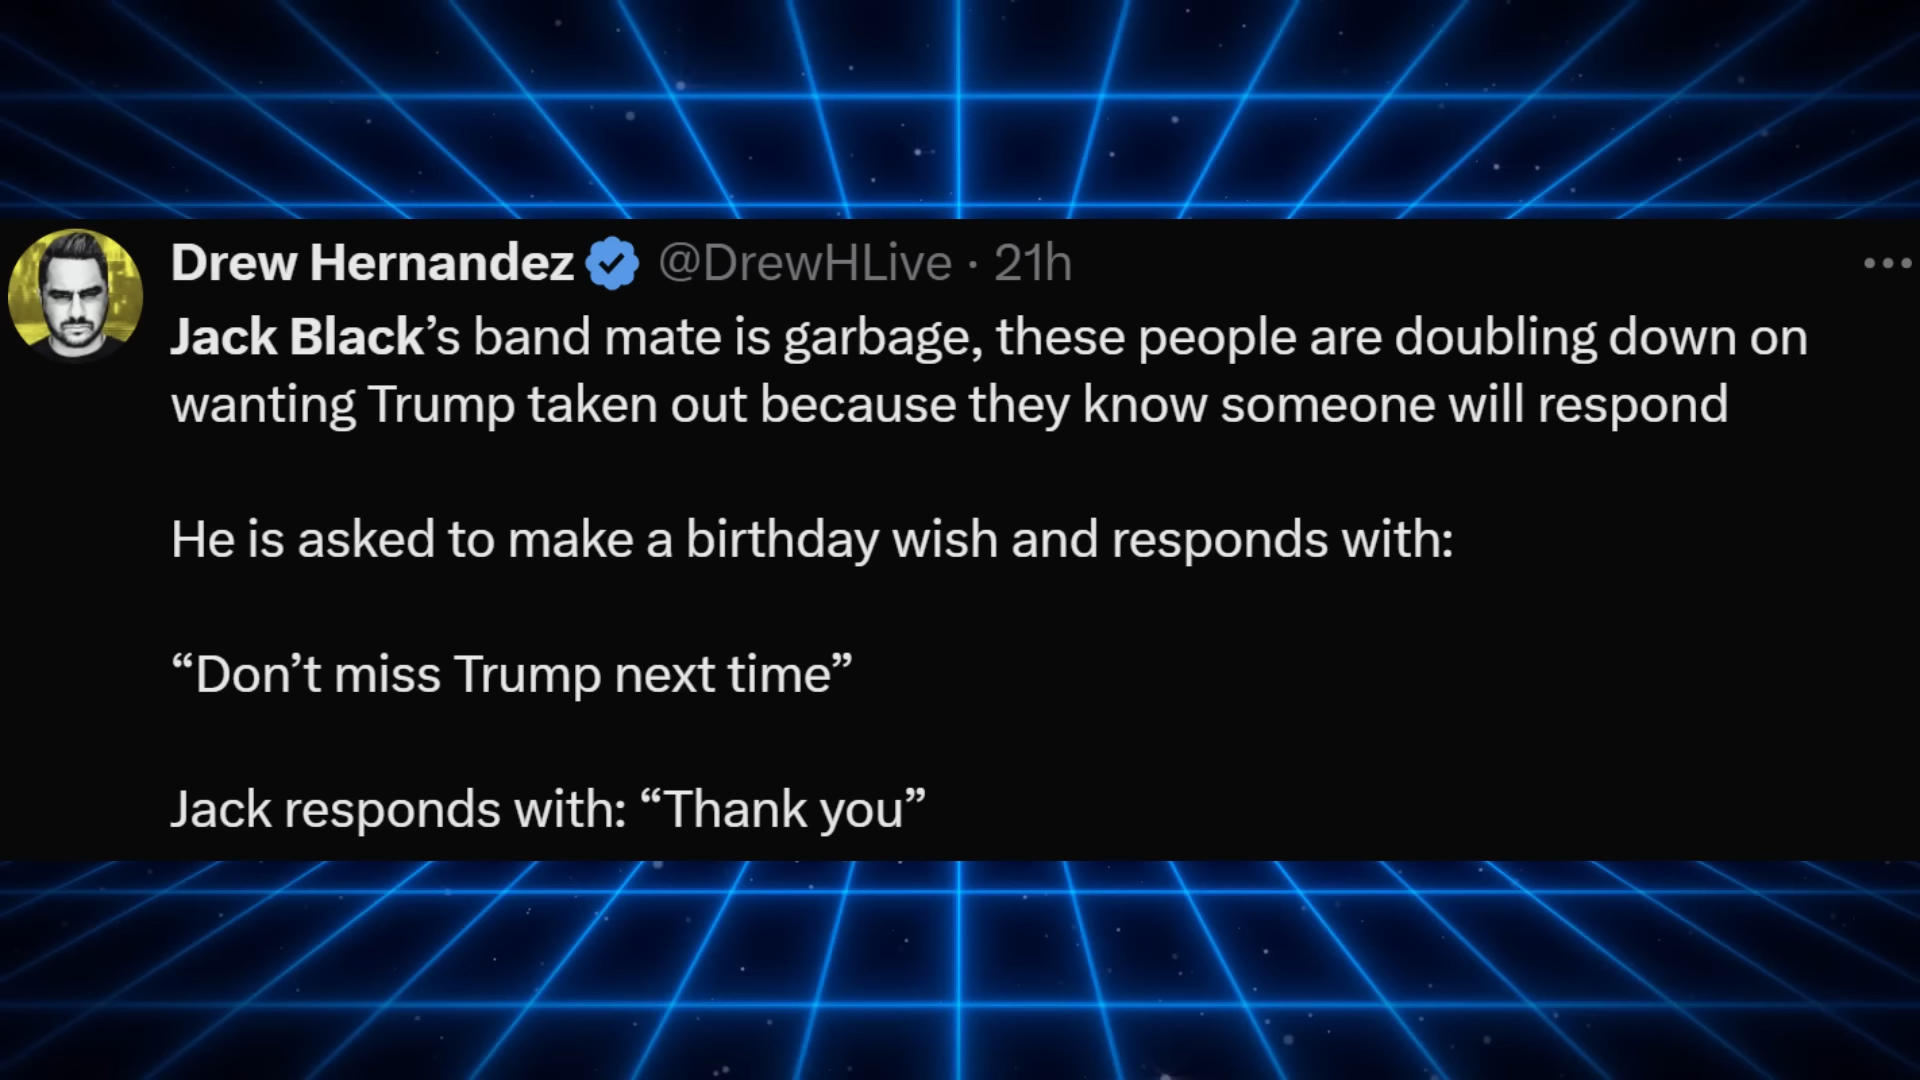 Drew Hernandez @DrewHLive · 21h
Jack Black’s band mate is garbage, these people are doubling down on
wanting Trump taken out because they know someone will respond
He is asked to make a birthday wish and responds with:
“Don’t miss Trump next time”
Jack responds with: “Thank you”